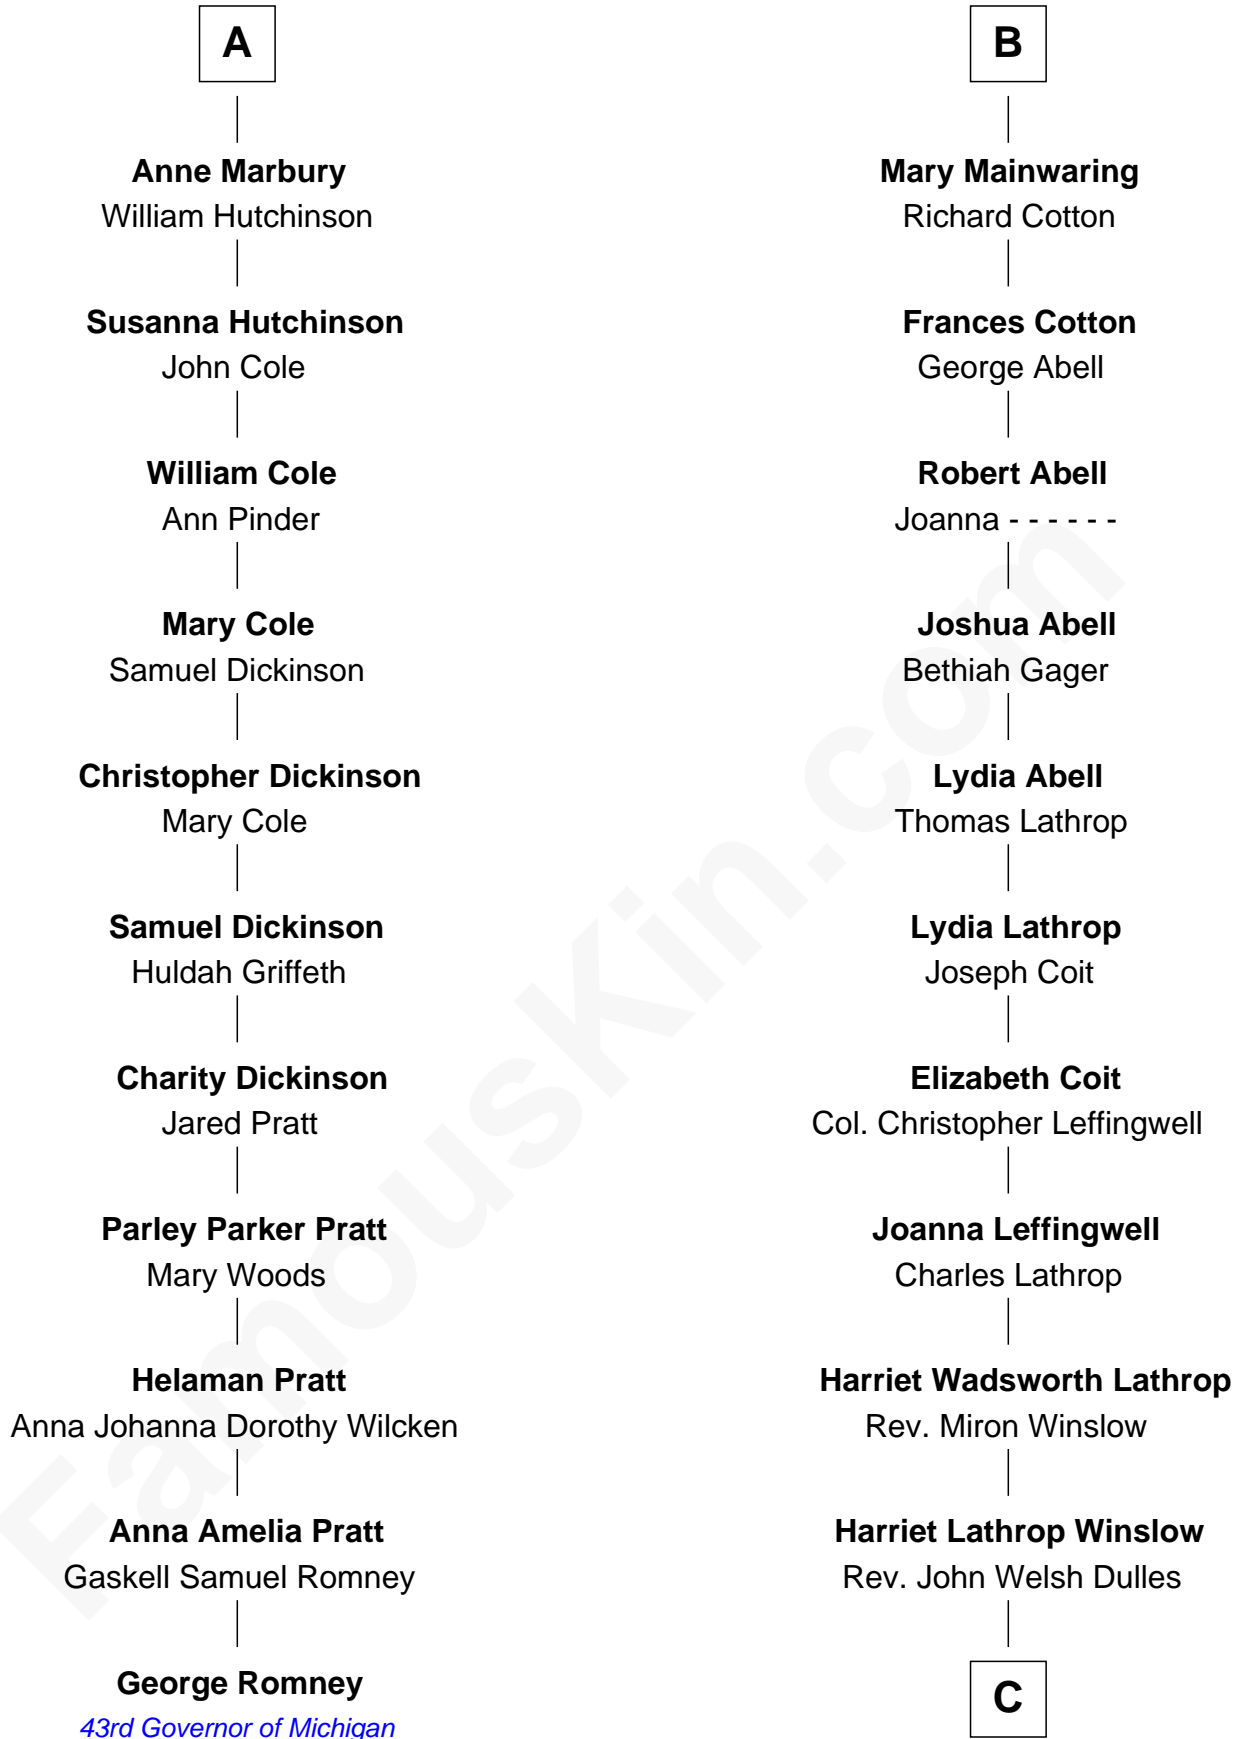 A
Anne Marbury
William Hutchinson
Susanna Hutchinson
John Cole
William Cole
Ann Pinder
Mary Cole
Samuel Dickinson
Christopher Dickinson
Mary Cole
Samuel Dickinson
Huldah Griffeth
Charity Dickinson
Jared Pratt
Parley Parker Pratt
Mary Woods
Helaman Pratt
Anna Johanna Dorothy Wilcken
Anna Amelia Pratt
Gaskell Samuel Romney
George Romney
43rd Governor of Michigan
B
Mary Mainwaring
Richard Cotton
Frances Cotton
George Abell
Robert Abell
Joanna - - - - - -
Joshua Abell
Bethiah Gager
Lydia Abell
Thomas Lathrop
Lydia Lathrop
Joseph Coit
Elizabeth Coit
Col. Christopher Leffingwell
Joanna Leffingwell
Charles Lathrop
Harriet Wadsworth Lathrop
Rev. Miron Winslow
Harriet Lathrop Winslow
Rev. John Welsh Dulles
C
FamousKin.com